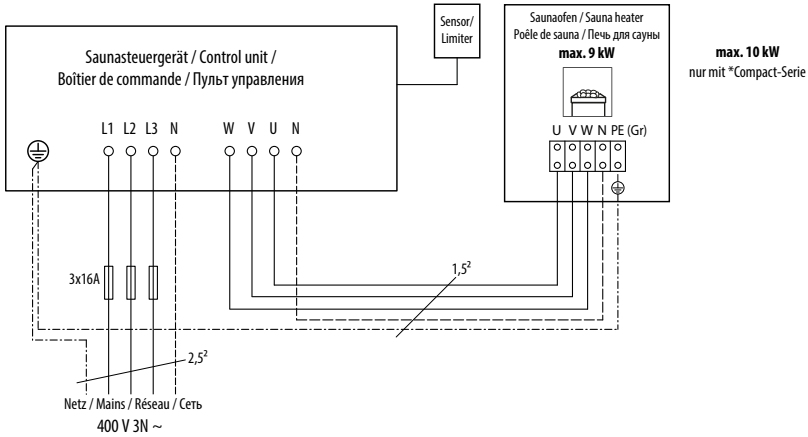 Saunasteuergerät / Control unit /
Boîtier de commande / Пульт управления
Sensor/
Limiter
Saunaofen / Sauna heater
Poêle de sauna / Печь для сауны
max. 9 kW
max. 10 kW
nur mit *Compact-Serie
L1 L2 L3 N W V U N
U V W N PE (Gr)
3x16A
1,5²
2,5²
Netz / Mains / Réseau / Сеть
400 V 3N ~